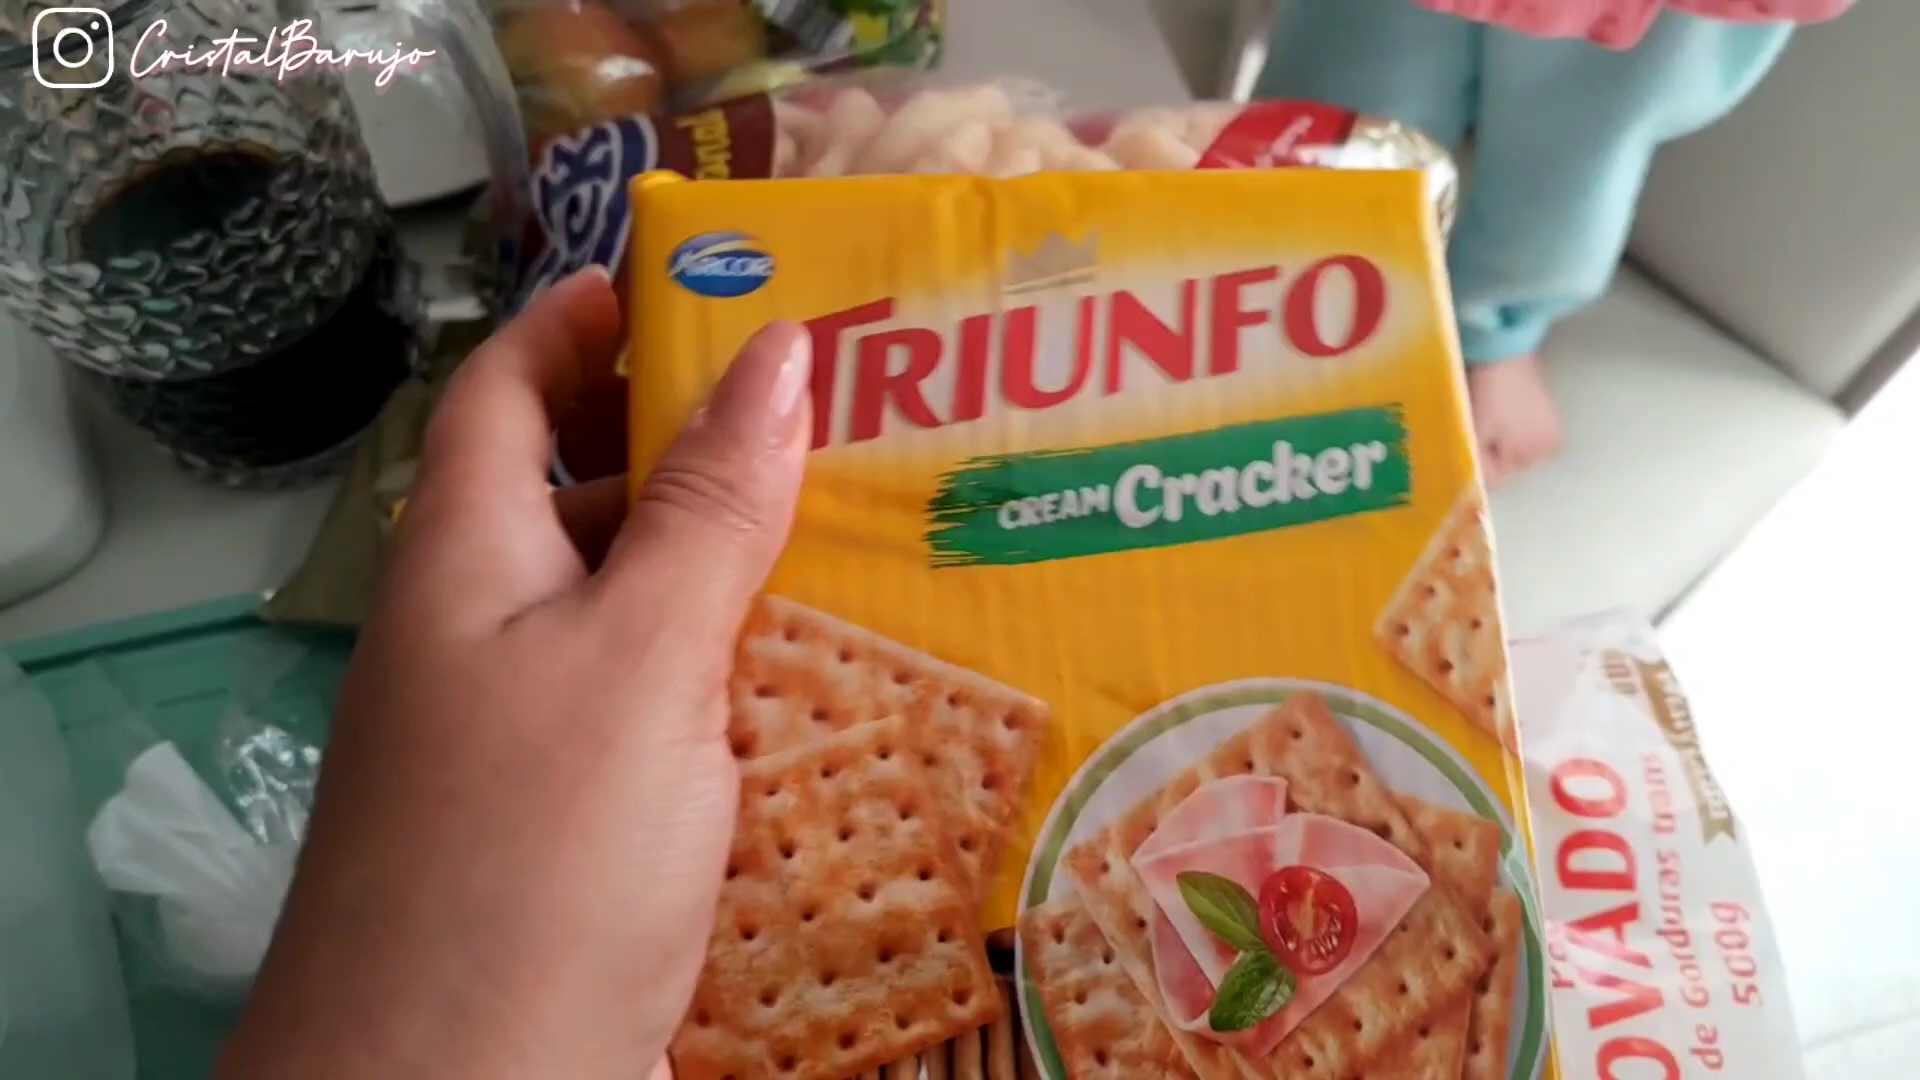 CristalBarujo
Arcor
TRIUNFO
CREAM Cracker
OVADO
de Gorduras trans
500g